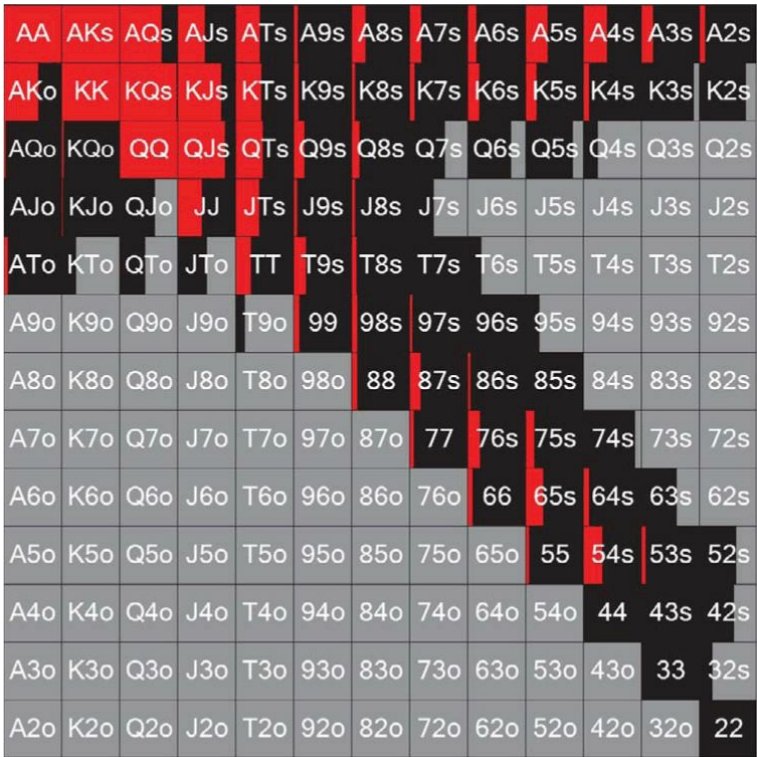 AA AKs AQs AJs ATs A9s A8s A7s A6s A5s A4s A3s A2s
AKo KK KQs KJs KTs K9s K8s K7s K6s K5s K4s K3s K2s
AQo KQo QQ QJs QTs Q9s Q8s Q7s Q6s Q5s Q4s Q3s Q2s
AJo KJo QJo JJ JTs J9s J8s J7s J6s J5s J4s J3s J2s
ATo KTo QTo JTo TT T9s T8s T7s T6s T5s T4s T3s T2s
A9o K9o Q9o J9o T9o 99 98s 97s 96s 95s 94s 93s 92s
A8o K8o Q8o J8o T8o 98o 88 87s 86s 85s 84s 83s 82s
A7o K7o Q7o J7o T7o 97o 87o 77 76s 75s 74s 73s 72s
A6o K6o Q6o J6o T6o 96o 86o 76o 66 65s 64s 63s 62s
A5o K5o Q5o J5o T5o 95o 85o 75o 65o 55 54s 53s 52s
A4o K4o Q4o J4o T4o 94o 84o 74o 64o 54o 44 43s 42s
A3o K3o Q3o J3o T3o 93o 83o 73o 63o 53o 43o 33 32s
A2o K2o Q2o J2o T2o 92o 82o 72o 62o 52o 42o 32o 22